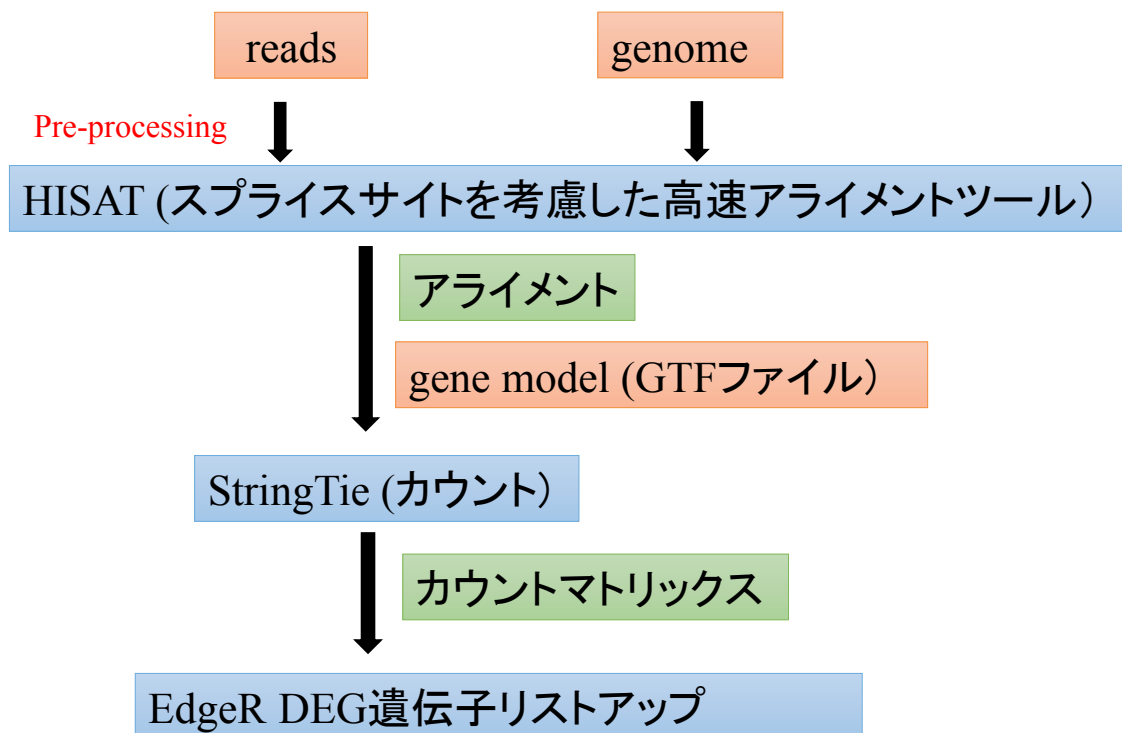 reads
genome
Pre-processing
HISAT (スプライスサイトを考慮した高速アライメントツール）
アライメント
gene model (GTFファイル）
StringTie (カウント）
カウントマトリックス
EdgeR DEG遺伝子リストアップ